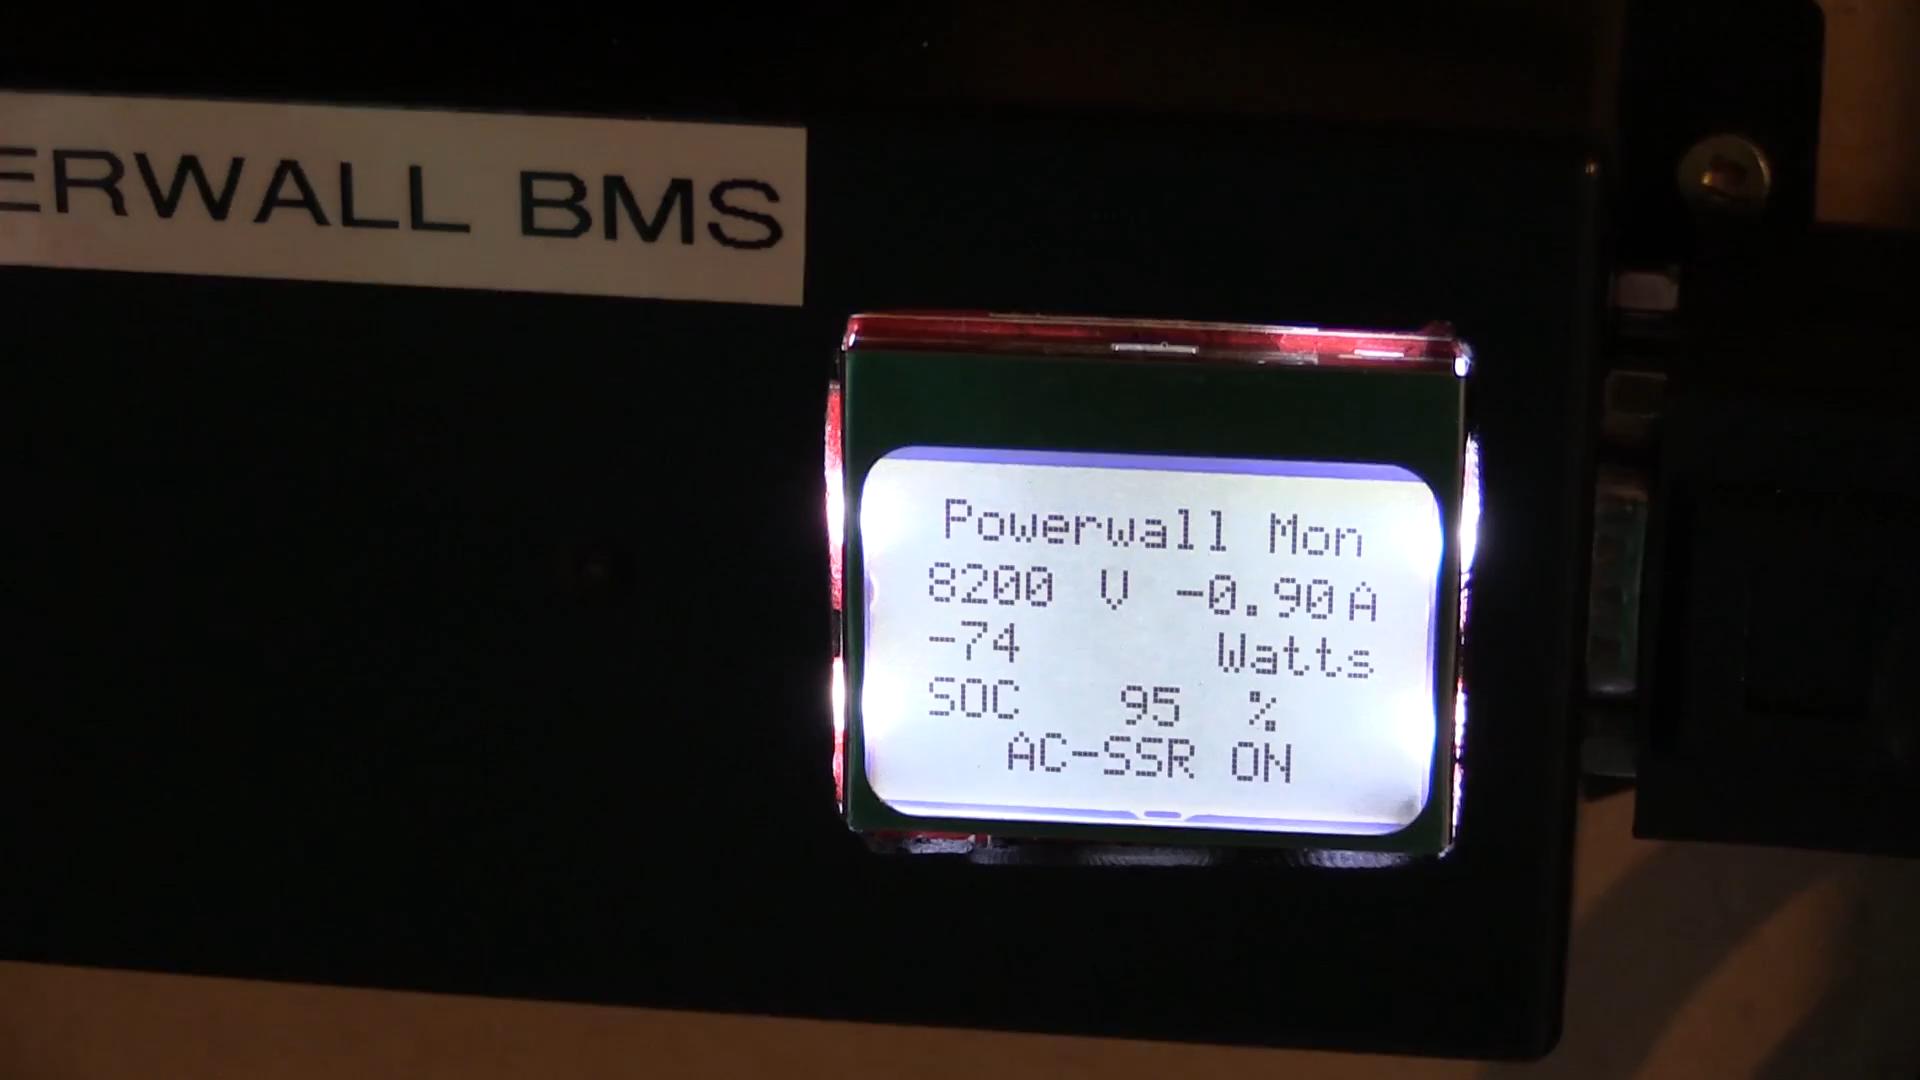 ERWALL BMS
Powerwall Mon
8200 V -0.90A
-74 Watts
SOC 95 %
AC-SSR ON